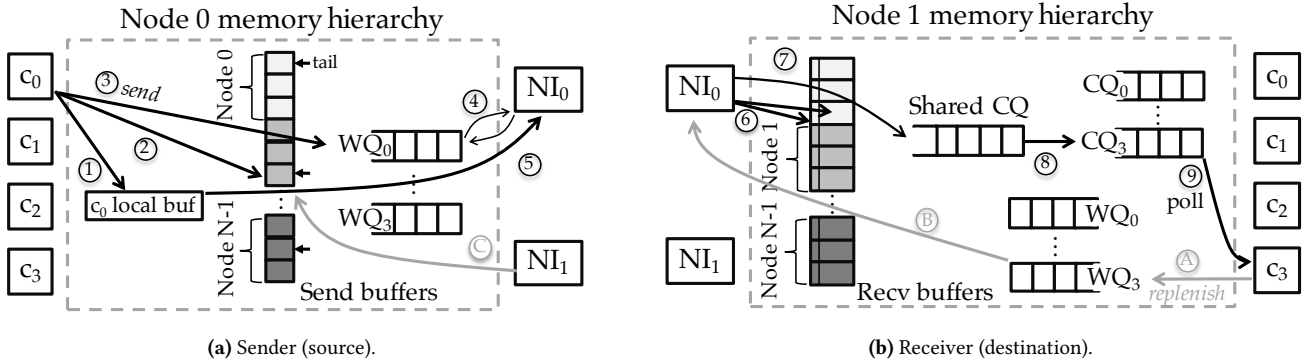 Node 0 memory hierarchy
c0
c1
c2
c3
Node 0
tail
③ send
①
②
④
⑤
WQ0
⋮
WQ3
c0 local buf
⋮
Node N-1
Send buffers
NI0
NI1
Ⓒ
(a) Sender (source).
Node 1 memory hierarchy
NI0
NI1
⑦
⑥
Node 1
⋮
Node N-1
Recv buffers
Shared CQ
⑧
CQ0
⋮
CQ3
⑨
poll
WQ0
⋮
WQ3
Ⓑ
Ⓐ
replenish
c0
c1
c2
c3
(b) Receiver (destination).